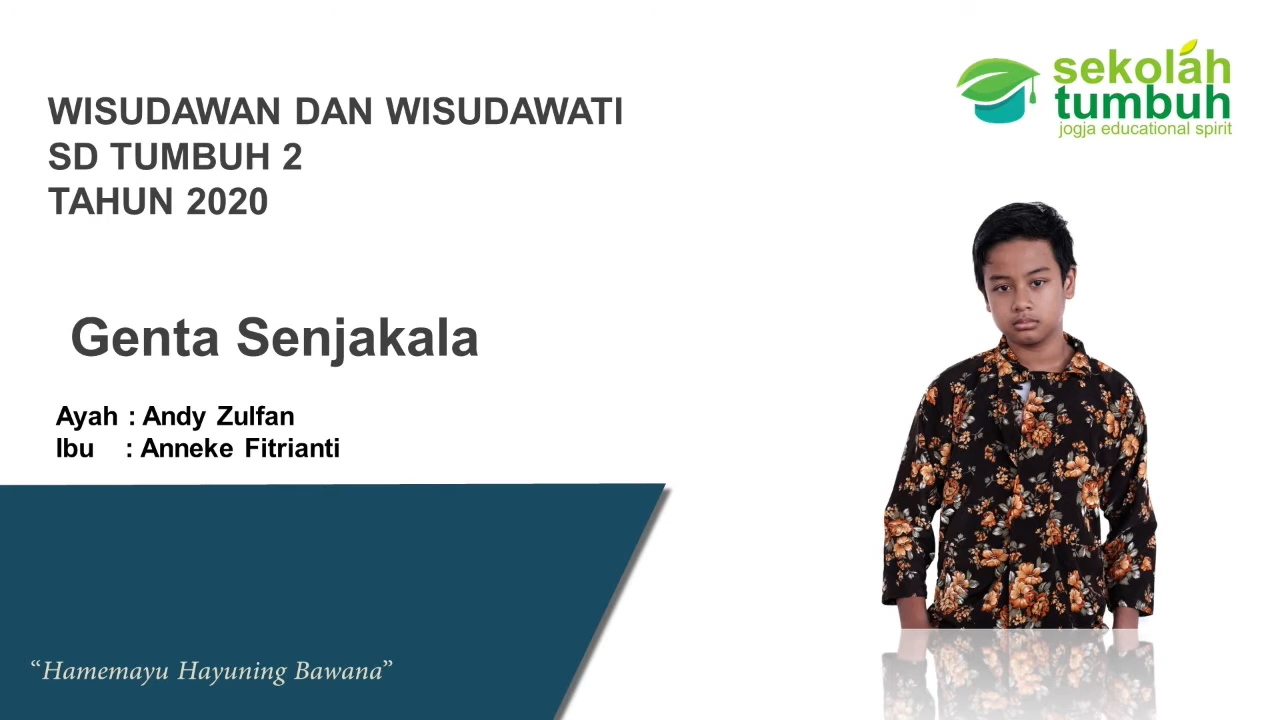 WISUDAWAN DAN WISUDAWATI
SD TUMBUH 2
TAHUN 2020
sekolah
tumbuh
jogja educational spirit
Genta Senjakala
Ayah : Andy Zulfan
Ibu : Anneke Fitrianti
“Hamemayu Hayuning Bawana”